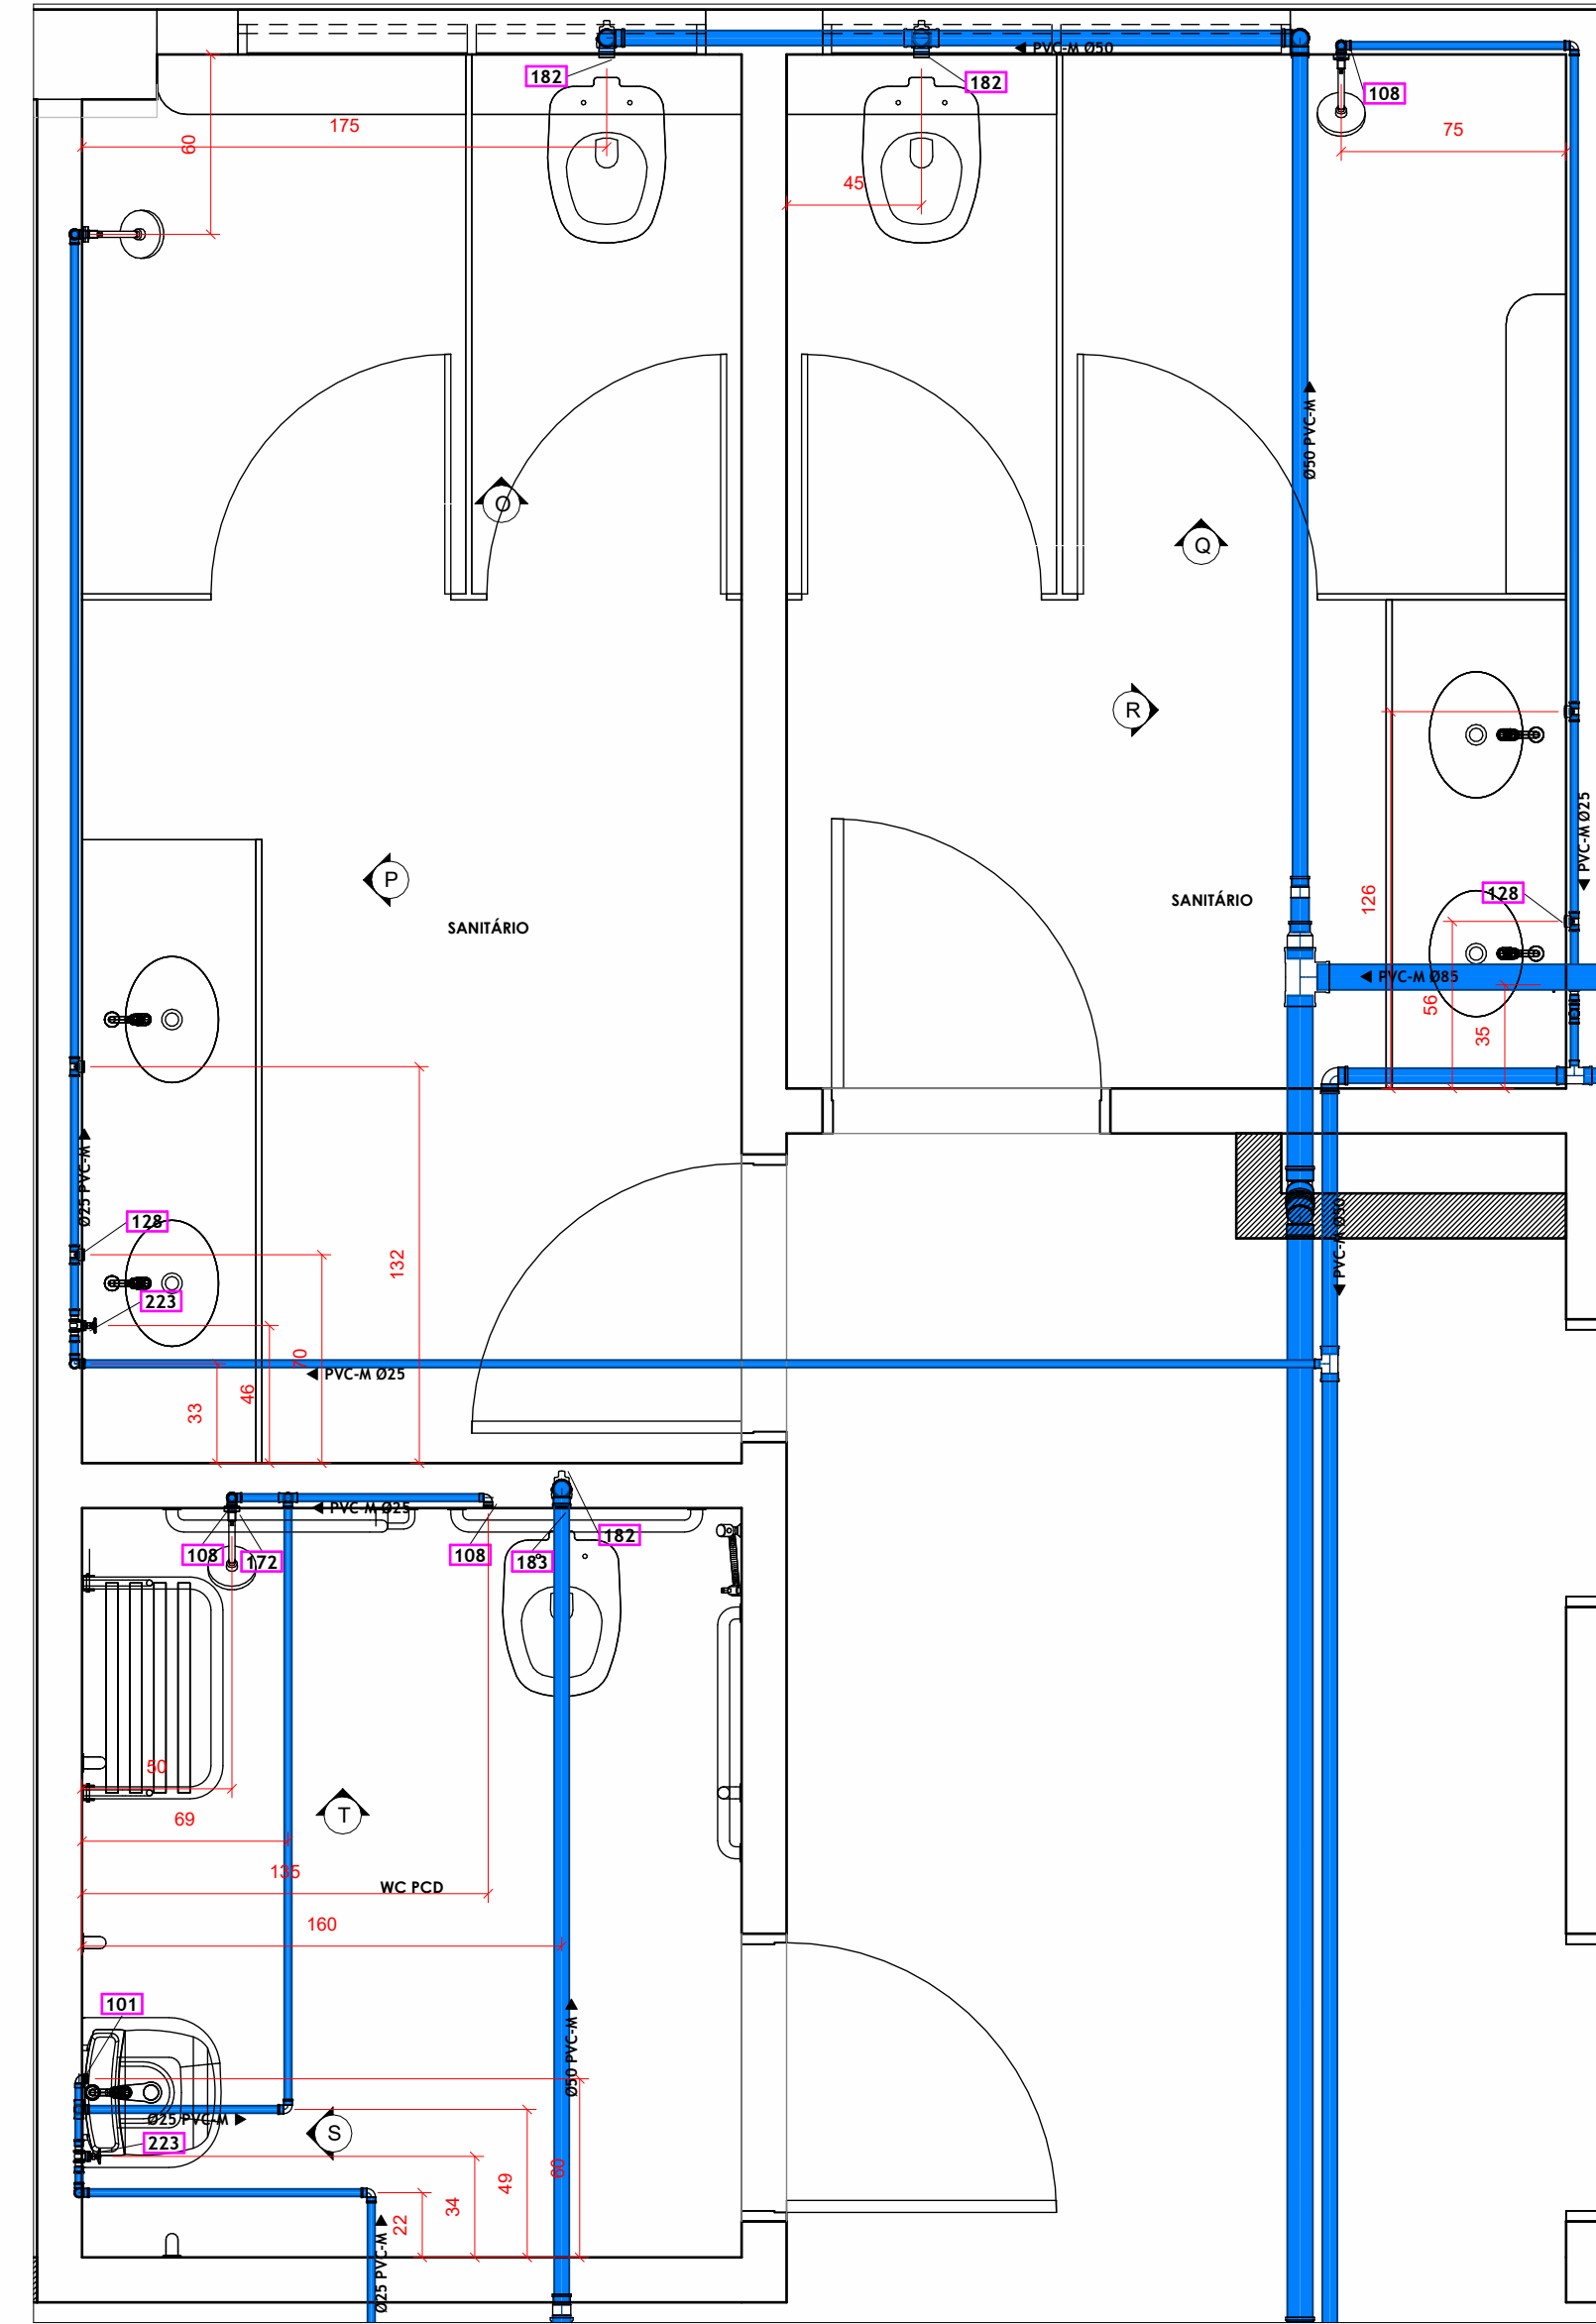 ◄ PVC-M Ø50
182
182
108
175
60
75
45
Ø50 PVC-M ►
O
Q
R
P
SANITÁRIO
SANITÁRIO
◄ PVC-M Ø25
126
128
◄ PVC-M Ø85
56
35
Ø25 PVC-M ►
128
132
223
PVC-M Ø50 ►
70
◄ PVC-M Ø25
46
33
◄ PVC-M Ø25
182
108
172
108
183
50
69
T
135
WC PCD
160
101
Ø50 PVC-M ►
Ø25 PVC-M ►
S
223
60
49
34
22
Ø25 PVC-M ►